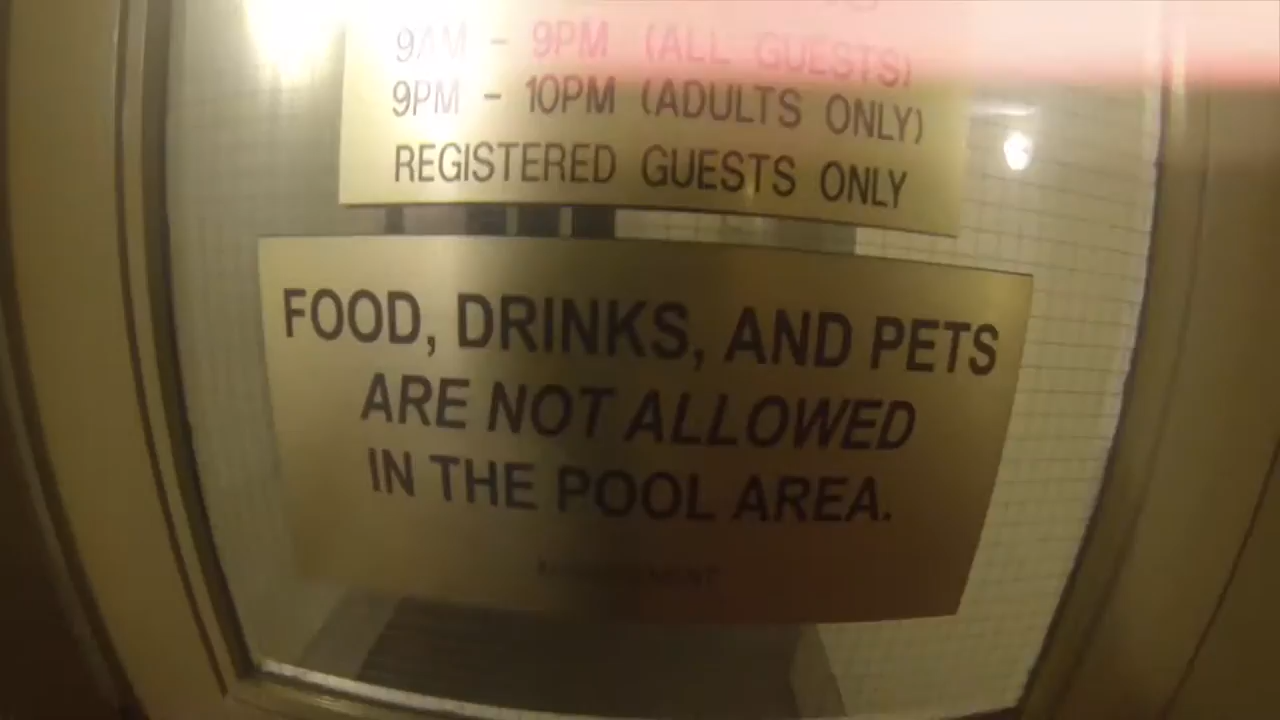 9AM - 9PM (ALL GUESTS)
9PM - 10PM (ADULTS ONLY)
REGISTERED GUESTS ONLY
FOOD, DRINKS, AND PETS
ARE NOT ALLOWED
IN THE POOL AREA.